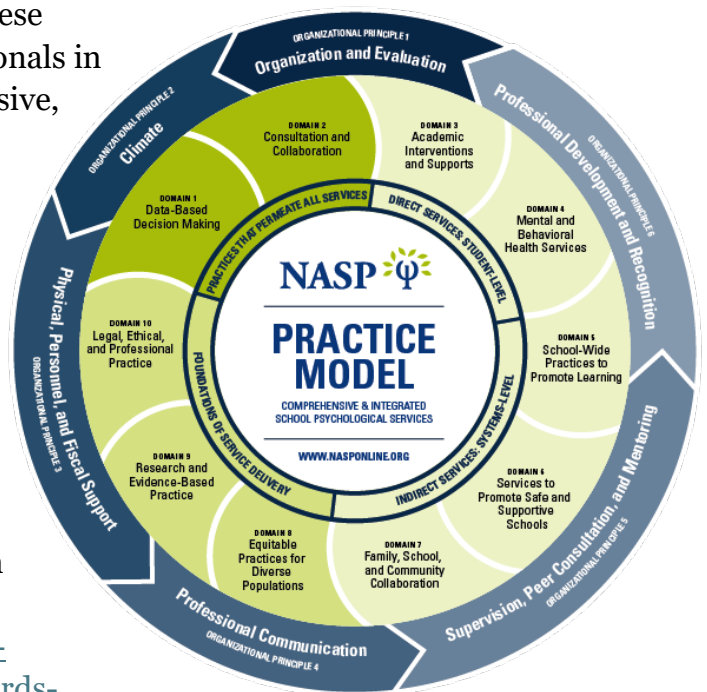 ese
onals in
sive,
n
-
rds-
ORGANIZATIONAL PRINCIPLE 1
Organization and Evaluation
ORGANIZATIONAL PRINCIPLE 2
Climate
Physical, Personnel, and Fiscal Support
ORGANIZATIONAL PRINCIPLE 3
Professional Communication
ORGANIZATIONAL PRINCIPLE 4
Supervision, Peer Consultation, and Mentoring
ORGANIZATIONAL PRINCIPLE 5
ORGANIZATIONAL PRINCIPLE 6
Professional Development and Recognition
DOMAIN 1
Data-Based
Decision Making
DOMAIN 2
Consultation and
Collaboration
DOMAIN 3
Academic
Interventions
and Supports
DOMAIN 4
Mental and
Behavioral
Health Services
DOMAIN 5
School-Wide
Practices to
Promote Learning
DOMAIN 6
Services to
Promote Safe and
Supportive
Schools
DOMAIN 7
Family, School,
and Community
Collaboration
DOMAIN 8
Equitable
Practices for
Diverse
Populations
DOMAIN 9
Research and
Evidence-Based
Practice
DOMAIN 10
Legal, Ethical,
and Professional
Practice
PRACTICES THAT PERMEATE ALL SERVICES
DIRECT SERVICES: STUDENT-LEVEL
INDIRECT SERVICES: SYSTEMS-LEVEL
FOUNDATIONS OF SERVICE DELIVERY
NASP
PRACTICE
MODEL
COMPREHENSIVE & INTEGRATED
SCHOOL PSYCHOLOGICAL SERVICES
WWW.NASPONLINE.ORG